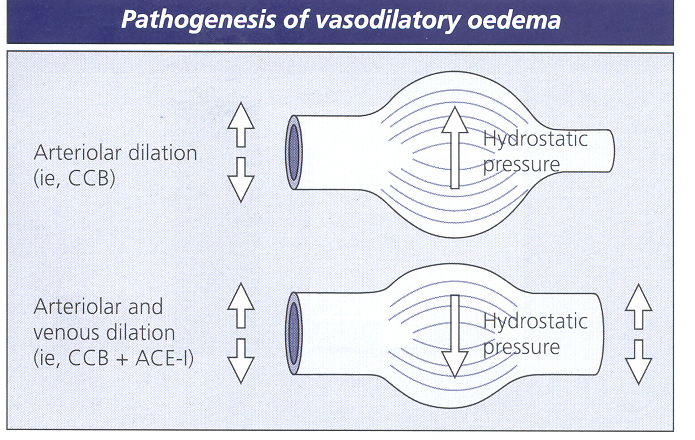 Pathogenesis of vasodilatory oedema
Arteriolar dilation
(ie, CCB)
Hydrostatic
pressure
Arteriolar and
venous dilation
(ie, CCB + ACE-I)
Hydrostatic
pressure